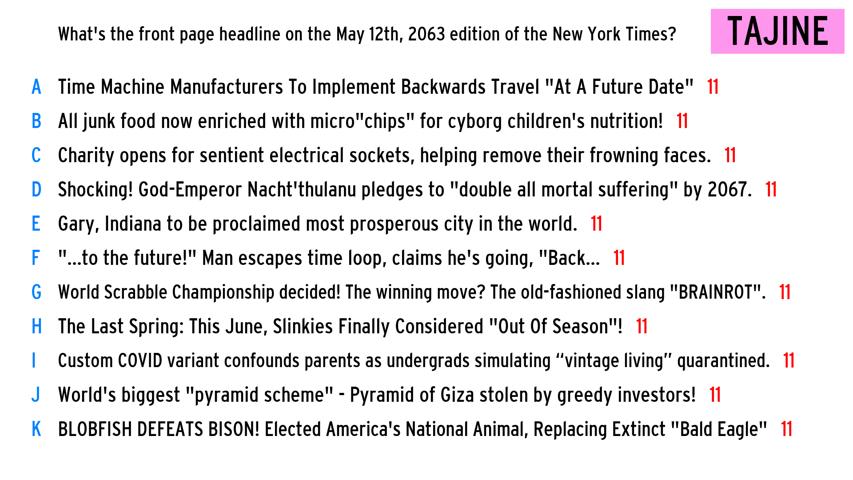 What's the front page headline on the May 12th, 2063 edition of the New York Times?
TAJINE
A Time Machine Manufacturers To Implement Backwards Travel "At A Future Date" 11
B All junk food now enriched with micro"chips" for cyborg children's nutrition! 11
C Charity opens for sentient electrical sockets, helping remove their frowning faces. 11
D Shocking! God-Emperor Nacht'thulanu pledges to "double all mortal suffering" by 2067. 11
E Gary, Indiana to be proclaimed most prosperous city in the world. 11
F "...to the future!" Man escapes time loop, claims he's going, "Back... 11
G World Scrabble Championship decided! The winning move? The old-fashioned slang "BRAINROT". 11
H The Last Spring: This June, Slinkies Finally Considered "Out Of Season"! 11
I Custom COVID variant confounds parents as undergrads simulating “vintage living” quarantined. 11
J World's biggest "pyramid scheme" - Pyramid of Giza stolen by greedy investors! 11
K BLOBFISH DEFEATS BISON! Elected America's National Animal, Replacing Extinct "Bald Eagle" 11